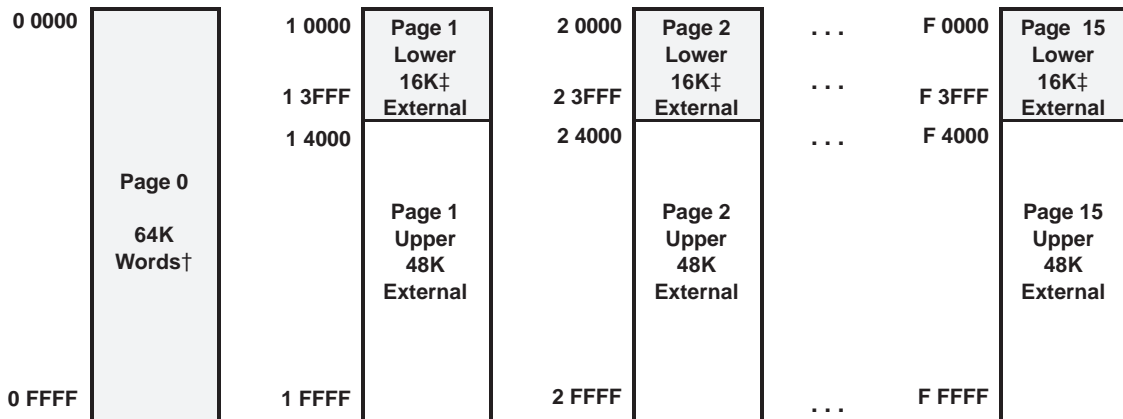 0 0000
Page 0
64K
Words†
0 FFFF
1 0000
Page 1
Lower
16K‡
External
1 3FFF
1 4000
Page 1
Upper
48K
External
1 FFFF
2 0000
Page 2
Lower
16K‡
External
2 3FFF
2 4000
Page 2
Upper
48K
External
2 FFFF
. . .
. . .
. . .
. . .
F 0000
Page 15
Lower
16K‡
External
F 3FFF
F 4000
Page 15
Upper
48K
External
F FFFF